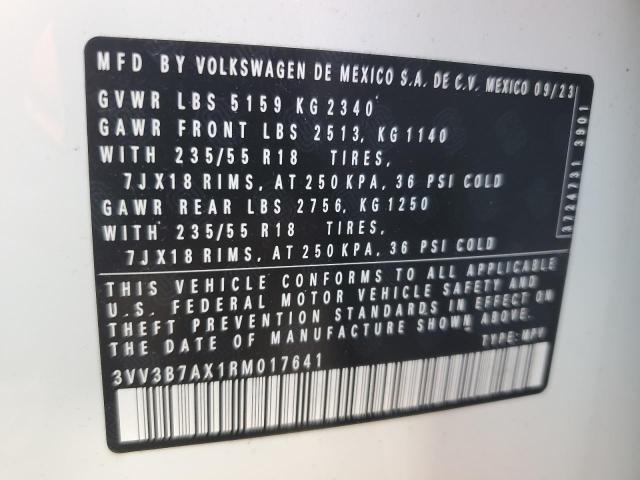 MFD BY VOLKSWAGEN DE MEXICO S.A. DE C.V. MEXICO 09/23
GVWR LBS 5159 KG 2340
GAWR FRONT LBS 2513, KG 1140
WITH 235/55 R18 TIRES,
7JX18 RIMS, AT 250 KPA, 36 PSI COLD
GAWR REAR LBS 2756, KG 1250
WITH 235/55 R18 TIRES,
7JX18 RIMS, AT 250 KPA, 36 PSI COLD
THIS VEHICLE CONFORMS TO ALL APPLICABLE
U.S. FEDERAL MOTOR VEHICLE SAFETY AND
THEFT PREVENTION STANDARDS IN EFFECT ON
THE DATE OF MANUFACTURE SHOWN ABOVE.
TYPE: MPV
3VV3B7AX1RM017641
3724731 3901